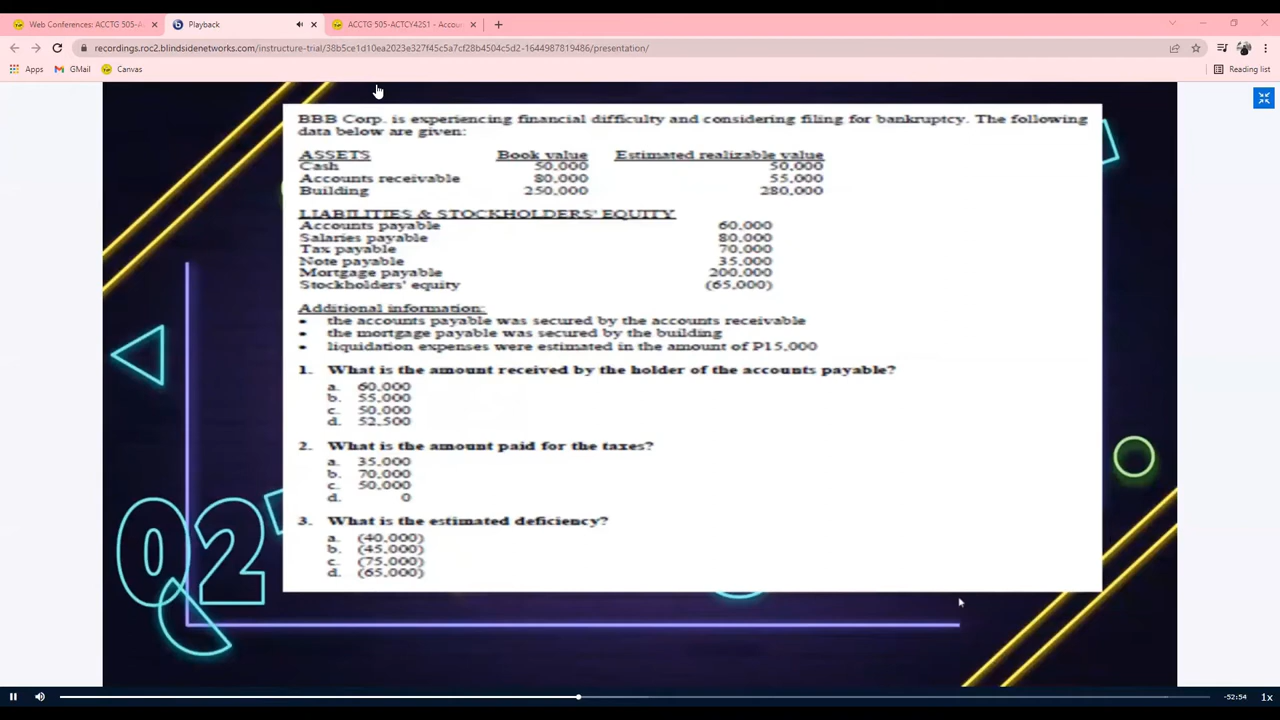 Web Conferences: ACCTG 505-A
Playback
ACCTG 505-ACTCY42S1 - Accou
recordings.roc2.blindsidenetworks.com/instructure-trial/38b5ce1d10ea2023e327f45c5a7cf28b4504c5d2-1644987819486/presentation/
Apps GMail Canvas Reading list
BBB Corp. is experiencing financial difficulty and considering filing for bankruptcy. The following
data below are given:
ASSETS Book value Estimated realizable value
Cash 50,000 50,000
Accounts receivable 80,000 55,000
Building 250,000 280,000
LIABILITIES & STOCKHOLDERS' EQUITY
Accounts payable 60,000
Salaries payable 80,000
Tax payable 70,000
Note payable 35,000
Mortgage payable 200,000
Stockholders' equity (65,000)
Additional information:
• the accounts payable was secured by the accounts receivable
• the mortgage payable was secured by the building
• liquidation expenses were estimated in the amount of P15,000
1. What is the amount received by the holder of the accounts payable?
a. 60,000
b. 55,000
c. 50,000
d. 52,500
2. What is the amount paid for the taxes?
a. 35,000
b. 70,000
c. 50,000
d. 0
3. What is the estimated deficiency?
a. (40,000)
b. (45,000)
c. (75,000)
d. (65,000)
02
-52:54 1x